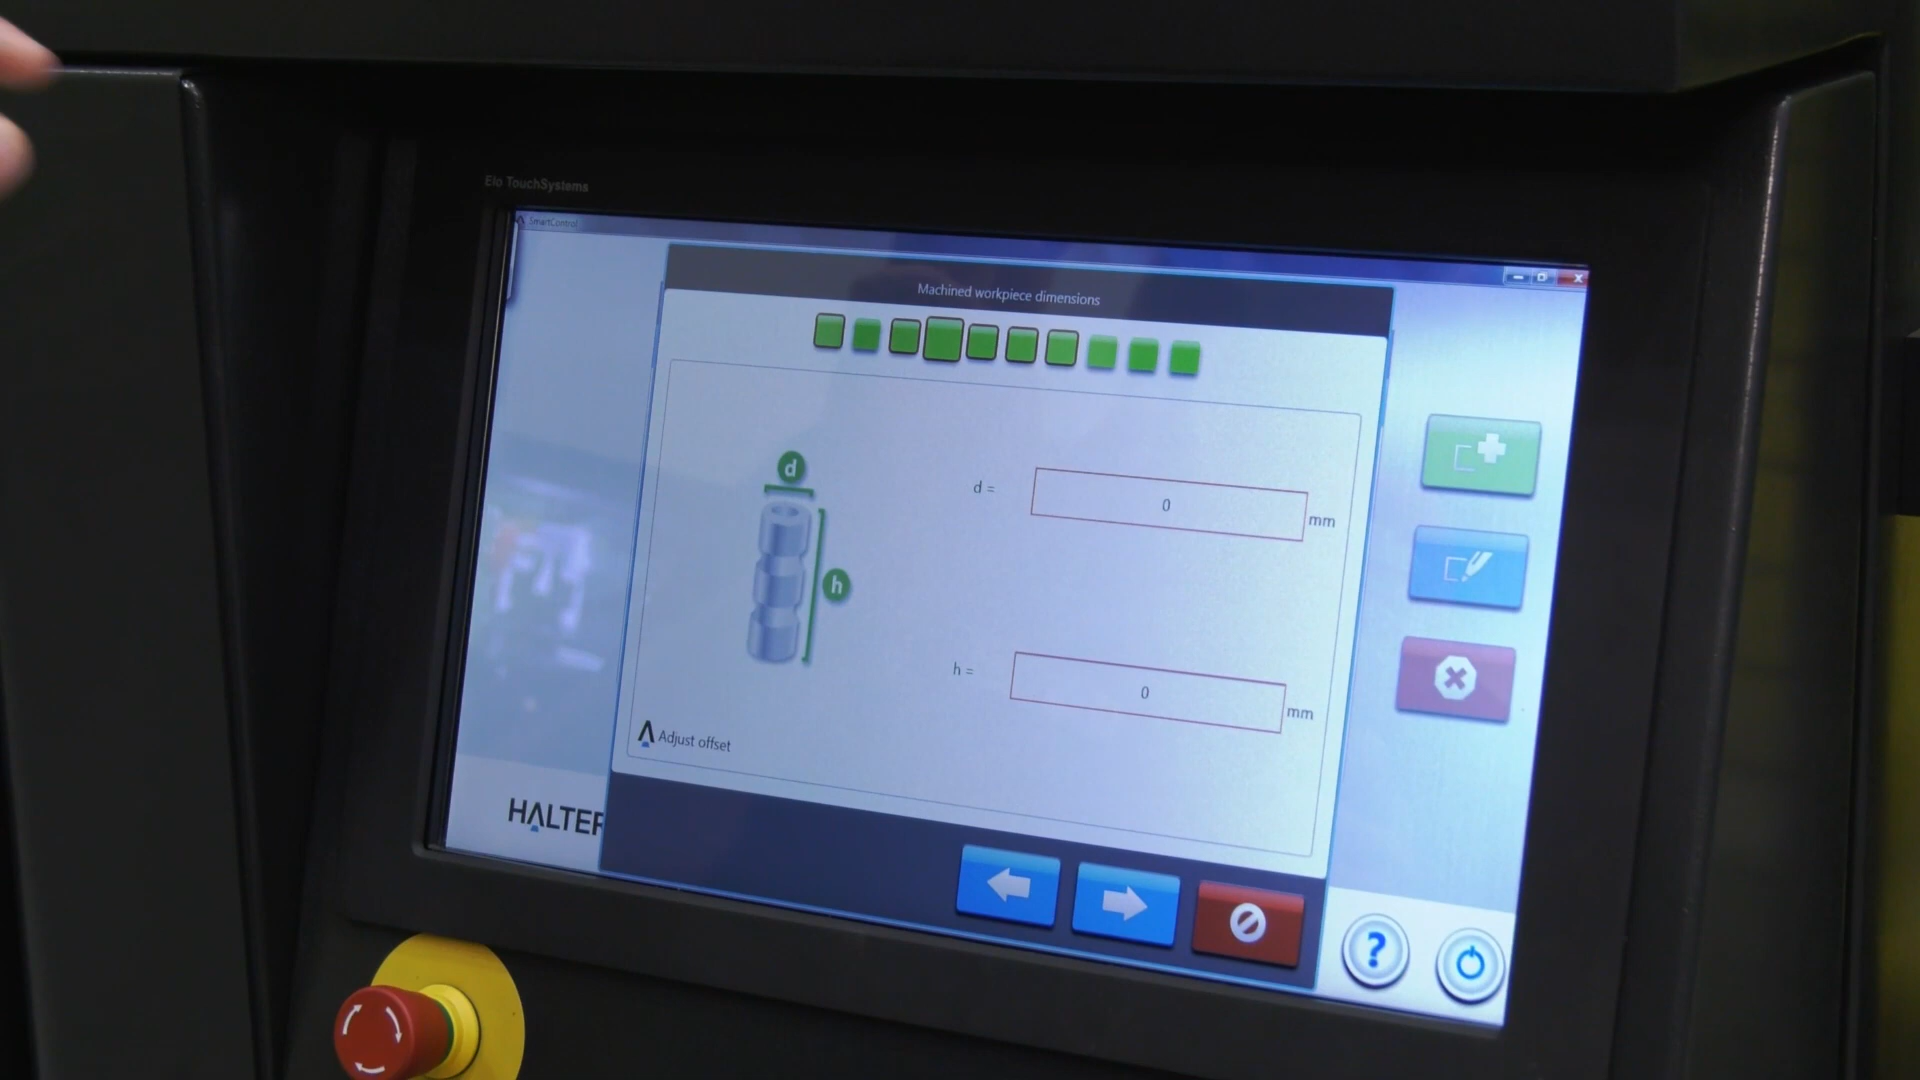 Elo TouchSystems
SmartControl
Machined workpiece dimensions
d
d =
0
mm
h
h =
0
mm
Adjust offset
HALTER
?